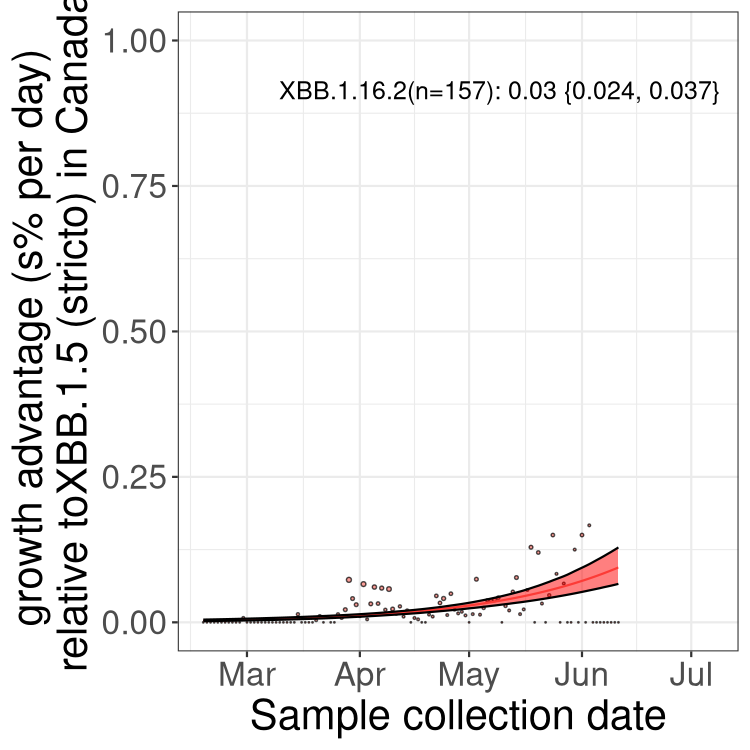 growth advantage (s% per day)
relative toXBB.1.5 (stricto) in Canada
1.00
0.75
0.50
0.25
0.00
XBB.1.16.2(n=157): 0.03 {0.024, 0.037}
Mar Apr May Jun Jul
Sample collection date